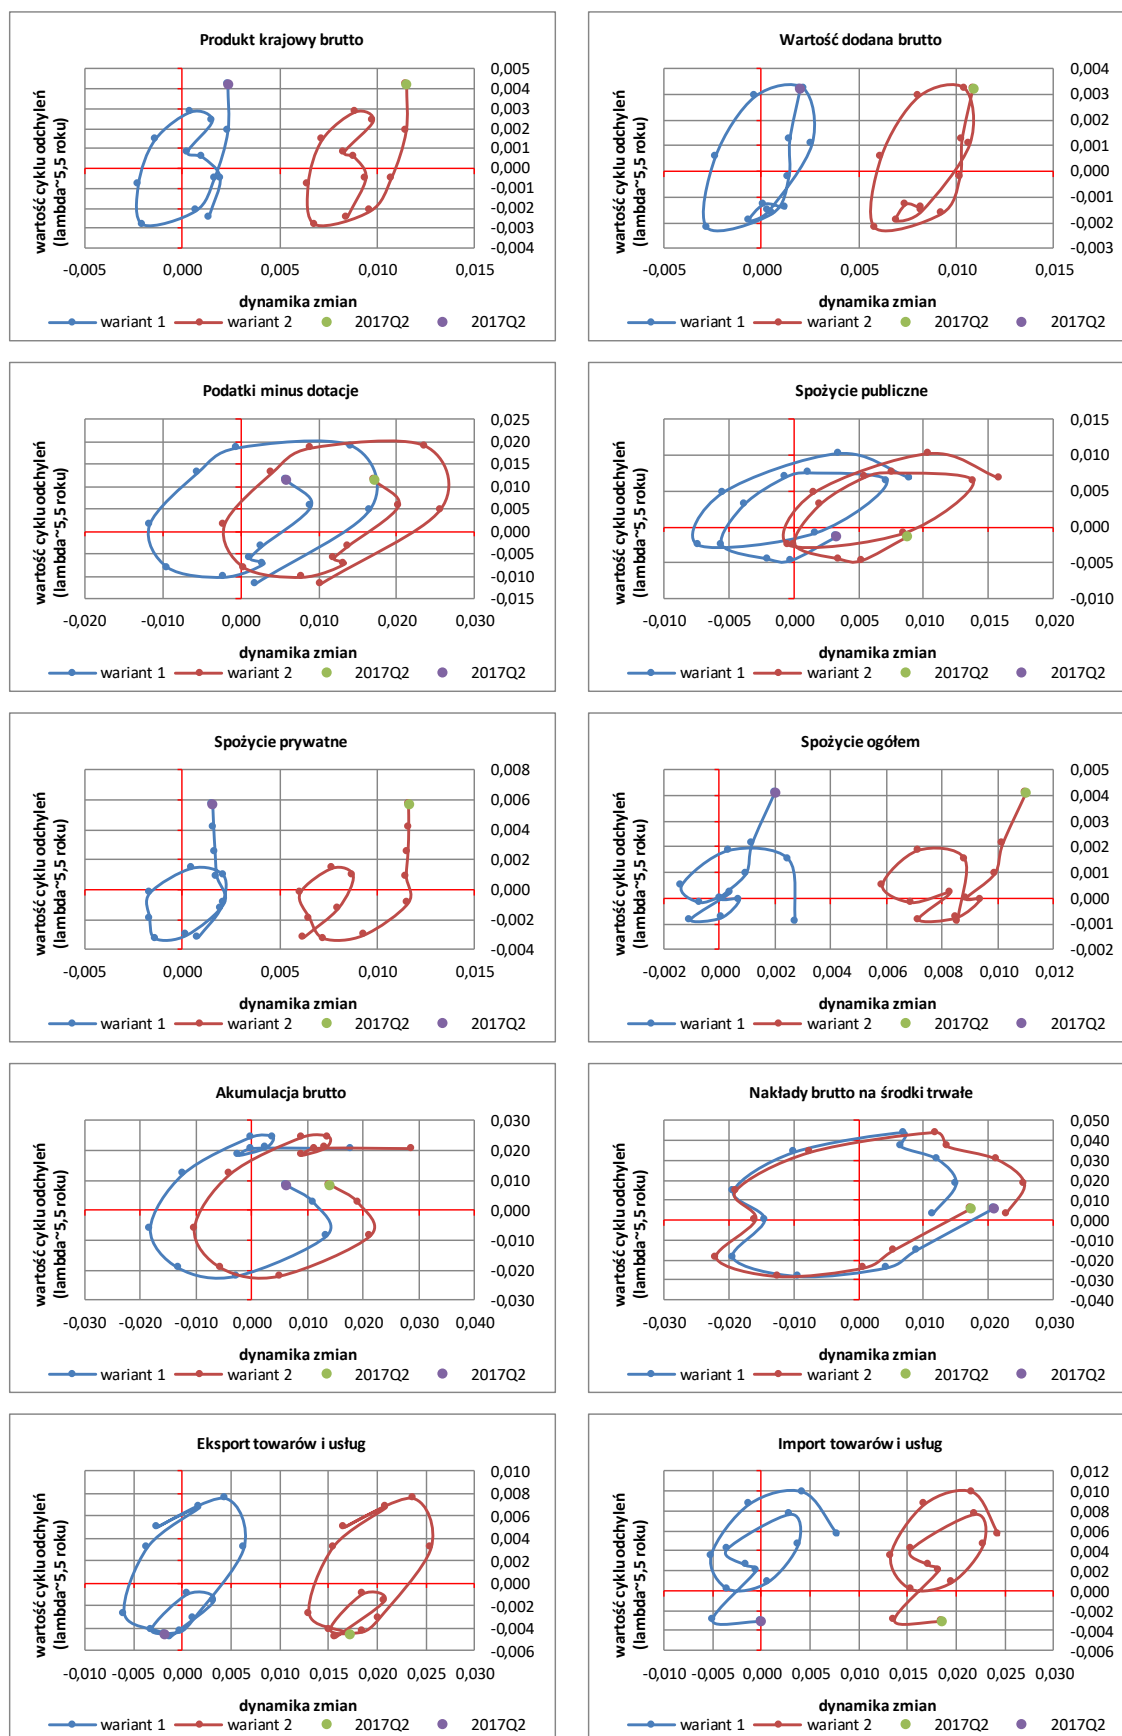 Produkt krajowy brutto
wartość cyklu odchyleń
(lambda~5,5 roku)
0,005
0,004
0,003
0,002
0,001
0,000
-0,001
-0,002
-0,003
-0,004
-0,005 0,000 0,005 0,010 0,015
dynamika zmian
wariant 1 wariant 2 2017Q2 2017Q2
Wartość dodana brutto
wartość cyklu odchyleń
(lambda~5,5 roku)
0,004
0,003
0,002
0,001
0,000
-0,001
-0,002
-0,003
-0,005 0,000 0,005 0,010 0,015
dynamika zmian
wariant 1 wariant 2 2017Q2 2017Q2
Podatki minus dotacje
wartość cyklu odchyleń
(lambda~5,5 roku)
0,025
0,020
0,015
0,010
0,005
0,000
-0,005
-0,010
-0,015
-0,020 -0,010 0,000 0,010 0,020 0,030
dynamika zmian
wariant 1 wariant 2 2017Q2 2017Q2
Spożycie publiczne
wartość cyklu odchyleń
(lambda~5,5 roku)
0,015
0,010
0,005
0,000
-0,005
-0,010
-0,010 -0,005 0,000 0,005 0,010 0,015 0,020
dynamika zmian
wariant 1 wariant 2 2017Q2 2017Q2
Spożycie prywatne
wartość cyklu odchyleń
(lambda~5,5 roku)
0,008
0,006
0,004
0,002
0,000
-0,002
-0,004
-0,005 0,000 0,005 0,010 0,015
dynamika zmian
wariant 1 wariant 2 2017Q2 2017Q2
Spożycie ogółem
wartość cyklu odchyleń
(lambda~5,5 roku)
0,005
0,004
0,003
0,002
0,001
0,000
-0,001
-0,002
-0,002 0,000 0,002 0,004 0,006 0,008 0,010 0,012
dynamika zmian
wariant 1 wariant 2 2017Q2 2017Q2
Akumulacja brutto
wartość cyklu odchyleń
(lambda~5,5 roku)
0,030
0,020
0,010
0,000
-0,010
-0,020
-0,030
-0,030 -0,020 -0,010 0,000 0,010 0,020 0,030 0,040
dynamika zmian
wariant 1 wariant 2 2017Q2 2017Q2
Nakłady brutto na środki trwałe
wartość cyklu odchyleń
(lambda~5,5 roku)
0,050
0,040
0,030
0,020
0,010
0,000
-0,010
-0,020
-0,030
-0,040
-0,030 -0,020 -0,010 0,000 0,010 0,020 0,030
dynamika zmian
wariant 1 wariant 2 2017Q2 2017Q2
Eksport towarów i usług
wartość cyklu odchyleń
(lambda~5,5 roku)
0,010
0,008
0,006
0,004
0,002
0,000
-0,002
-0,004
-0,006
-0,010 -0,005 0,000 0,005 0,010 0,015 0,020 0,025 0,030
dynamika zmian
wariant 1 wariant 2 2017Q2 2017Q2
Import towarów i usług
wartość cyklu odchyleń
(lambda~5,5 roku)
0,012
0,010
0,008
0,006
0,004
0,002
0,000
-0,002
-0,004
-0,006
-0,010 -0,005 0,000 0,005 0,010 0,015 0,020 0,025 0,030
dynamika zmian
wariant 1 wariant 2 2017Q2 2017Q2